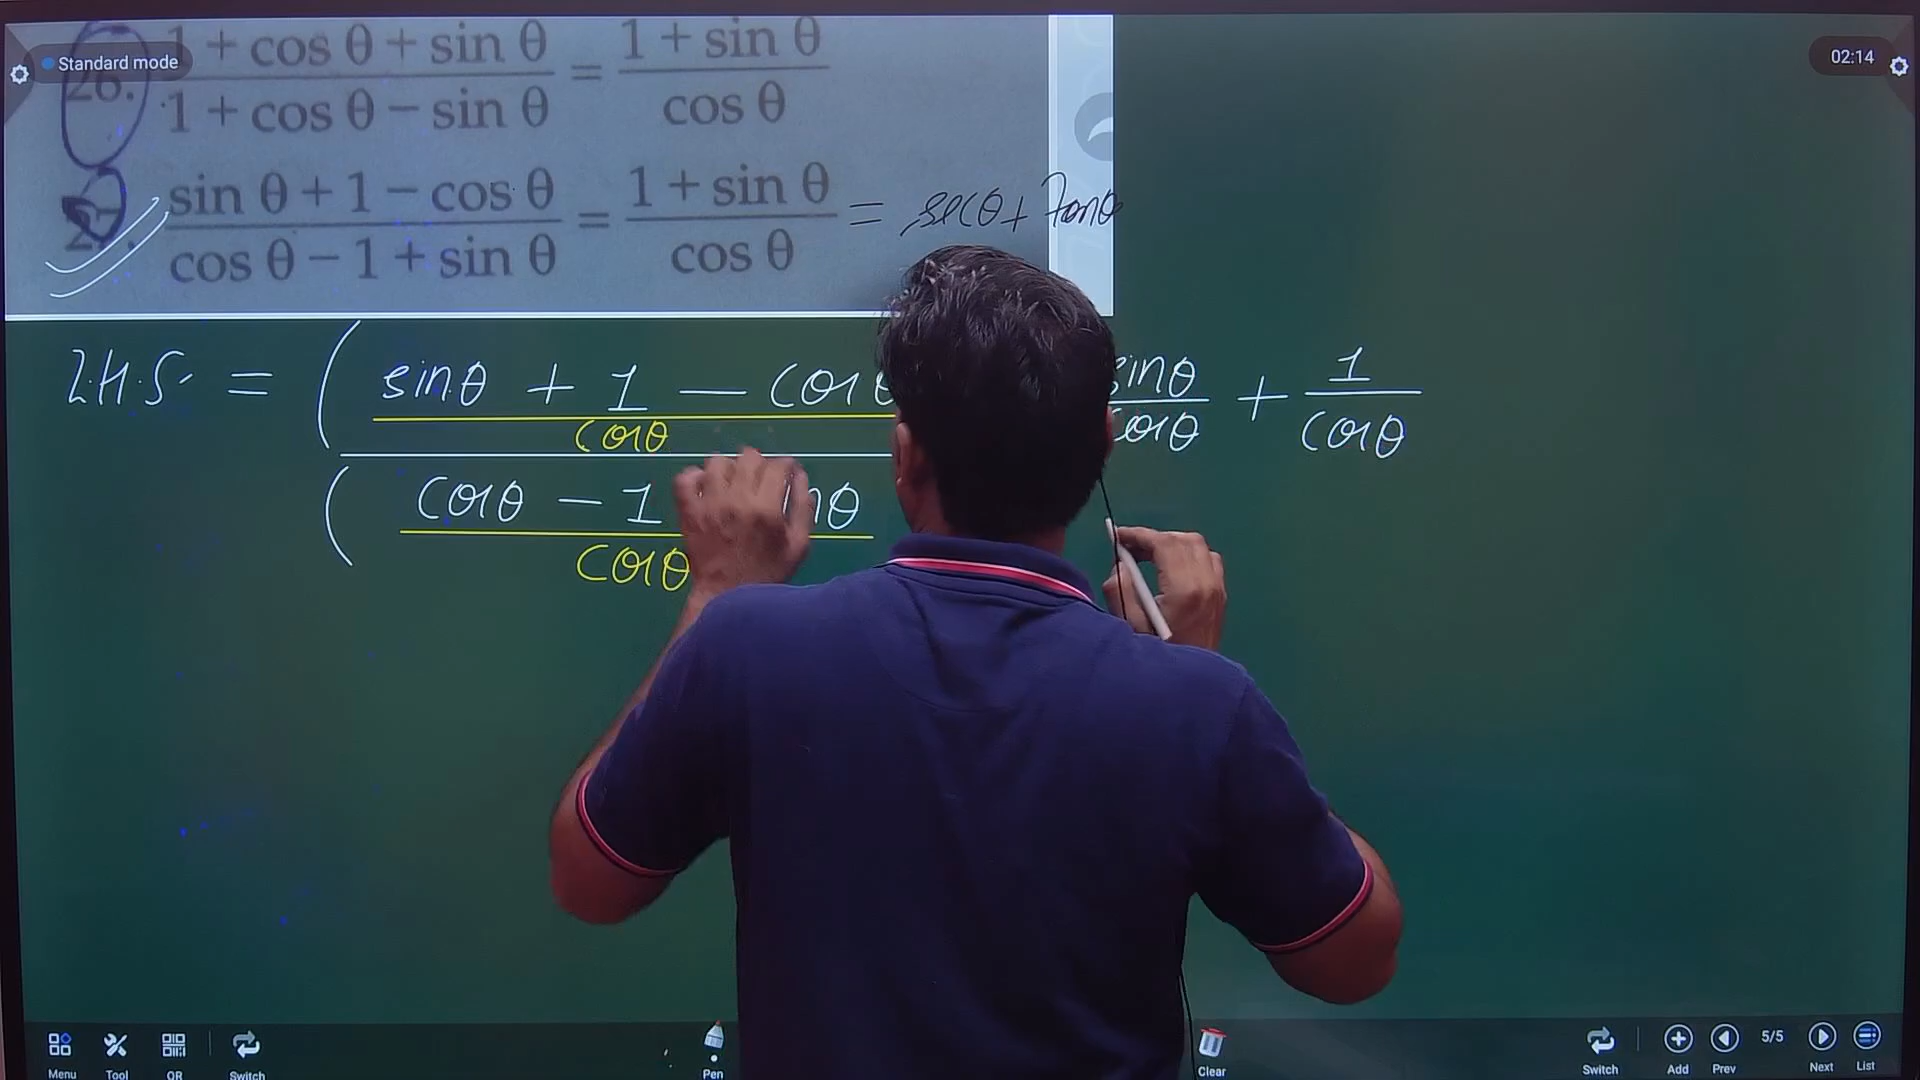 Standard mode
02:14
26. 1 + cos θ + sin θ / 1 + cos θ − sin θ = 1 + sin θ / cos θ
27. sin θ + 1 − cos θ / cos θ − 1 + sin θ = 1 + sin θ / cos θ = secθ + tanθ
L.H.S. = ( sinθ + 1 − cosθ / cosθ
sinθ / cosθ + 1 / cosθ
( cosθ − 1 / cosθ
Menu Tool QR Switch Pen Clear Switch Add Prev 5/5 Next List